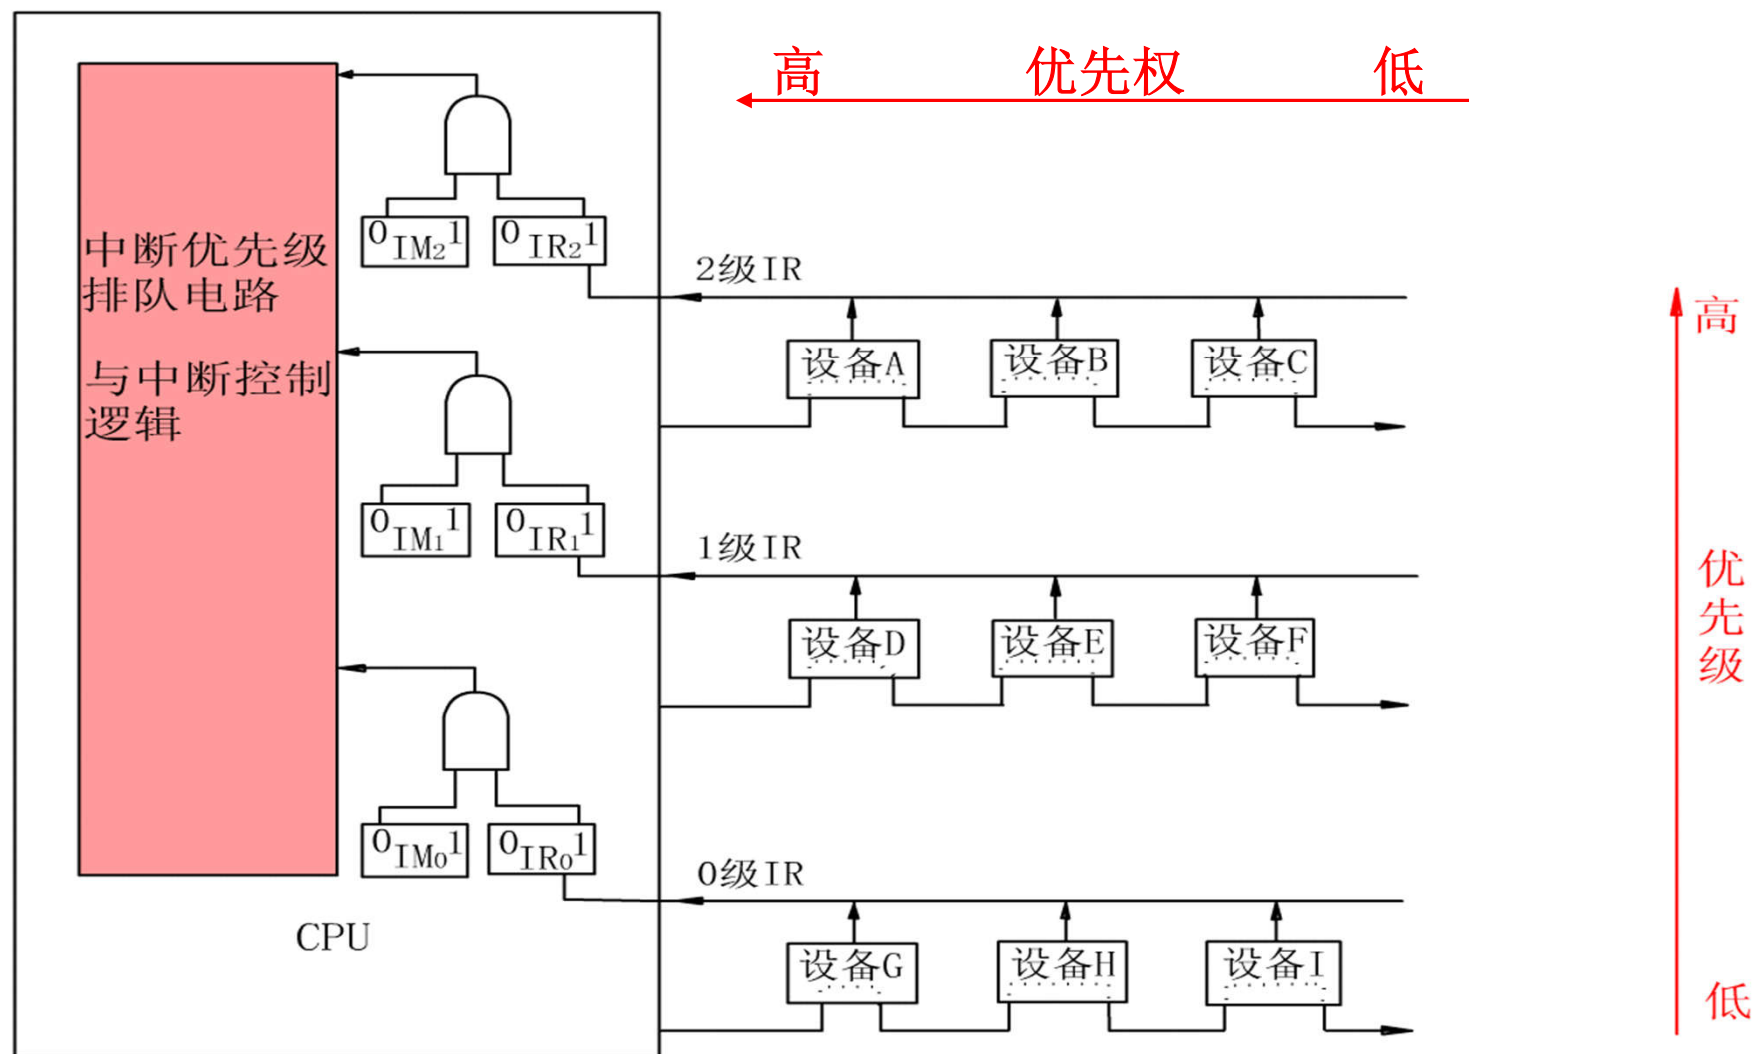 高 优先权 低
0 IM2 1
0 IR2 1
中断优先级
排队电路
与中断控制
逻辑
2级IR
设备A
设备B
设备C
高
0 IM1 1
0 IR1 1
1级IR
设备D
设备E
设备F
优
先
级
0 IM0 1
0 IR0 1
0级IR
设备G
设备H
设备I
CPU
低